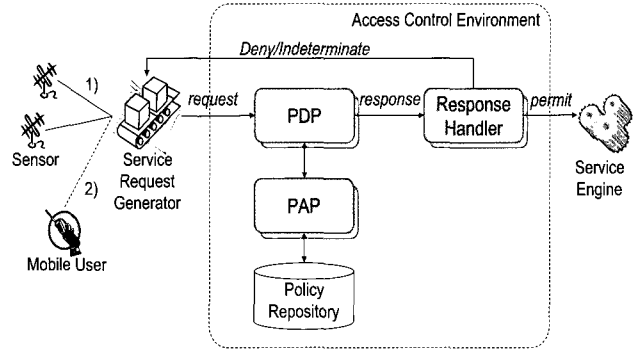 Access Control Environment
Deny/Indeterminate
1)
request
response
permit
PDP
Response
Handler
Sensor
Service
Request
Generator
Service
Engine
2)
PAP
Mobile User
Policy
Repository